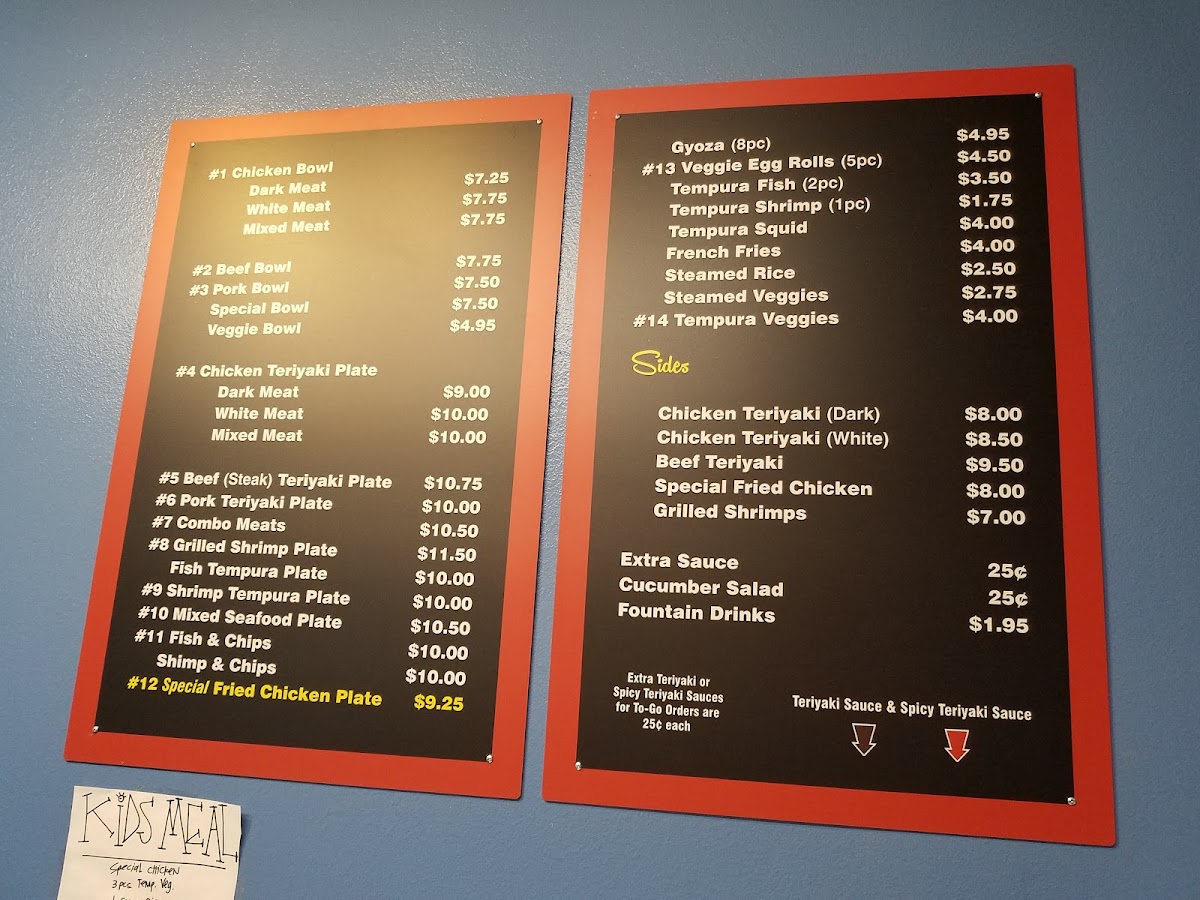 #1 Chicken Bowl
Dark Meat $7.25
White Meat $7.75
Mixed Meat $7.75
#2 Beef Bowl $7.75
#3 Pork Bowl $7.50
Special Bowl $7.50
Veggie Bowl $4.95
#4 Chicken Teriyaki Plate
Dark Meat $9.00
White Meat $10.00
Mixed Meat $10.00
#5 Beef (Steak) Teriyaki Plate $10.75
#6 Pork Teriyaki Plate $10.00
#7 Combo Meats $10.50
#8 Grilled Shrimp Plate $11.50
Fish Tempura Plate $10.00
#9 Shrimp Tempura Plate $10.00
#10 Mixed Seafood Plate $10.50
#11 Fish & Chips $10.00
Shimp & Chips $10.00
#12 Special Fried Chicken Plate $9.25
Gyoza (8pc) $4.95
#13 Veggie Egg Rolls (5pc) $4.50
Tempura Fish (2pc) $3.50
Tempura Shrimp (1pc) $1.75
Tempura Squid $4.00
French Fries $4.00
Steamed Rice $2.50
Steamed Veggies $2.75
#14 Tempura Veggies $4.00
Sides
Chicken Teriyaki (Dark) $8.00
Chicken Teriyaki (White) $8.50
Beef Teriyaki $9.50
Special Fried Chicken $8.00
Grilled Shrimps $7.00
Extra Sauce 25¢
Cucumber Salad 25¢
Fountain Drinks $1.95
Extra Teriyaki or
Spicy Teriyaki Sauces
for To-Go Orders are
25¢ each
Teriyaki Sauce & Spicy Teriyaki Sauce
KiDS MEAL
Special Chicken
3pcs Temp. Veg.